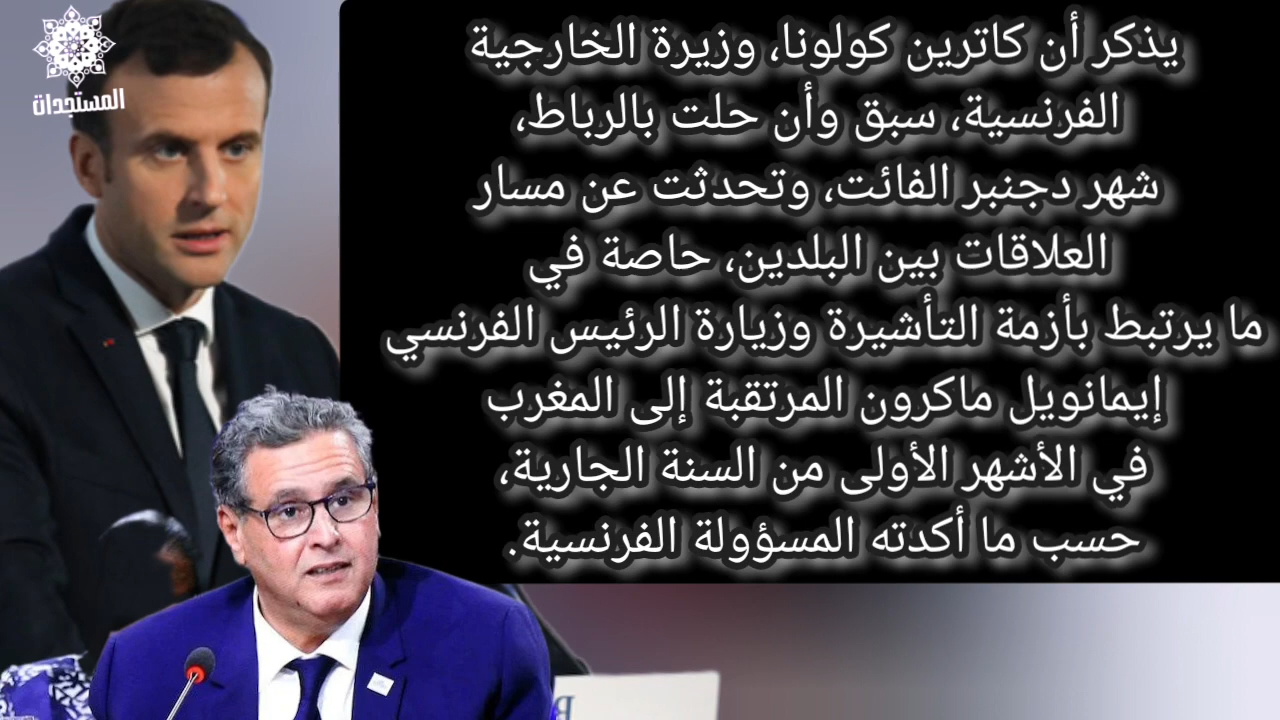 المستجدات
يذكر أن كاترين كولونا، وزيرة الخارجية
الفرنسية، سبق وأن حلت بالرباط،
شهر دجنبر الفائت، وتحدثت عن مسار
العلاقات بين البلدين، حاصة في
ما يرتبط بأزمة التأشيرة وزيارة الرئيس الفرنسي
إيمانويل ماكرون المرتقبة إلى المغرب
في الأشهر الأولى من السنة الجارية،
حسب ما أكدته المسؤولة الفرنسية.